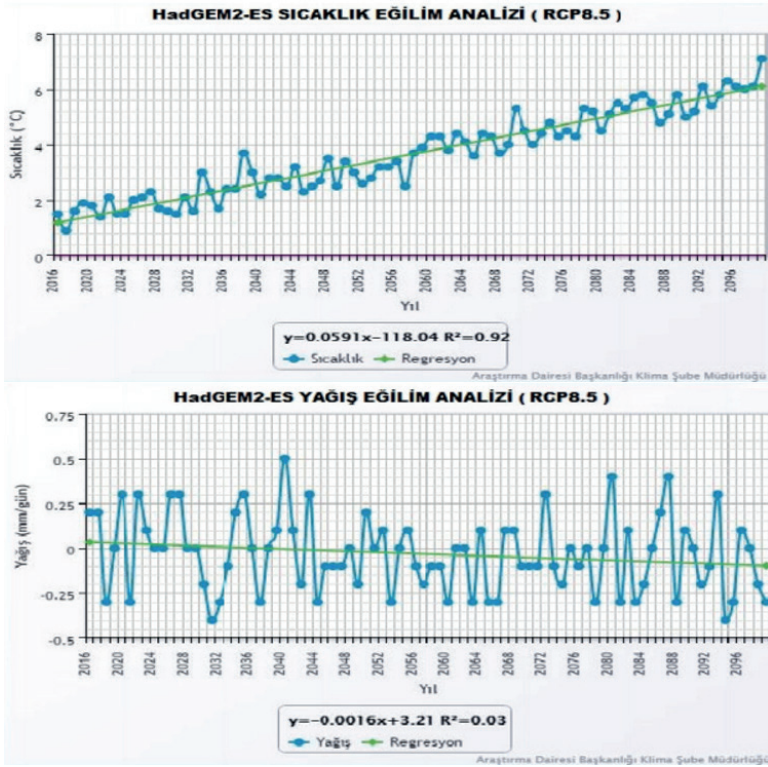 HadGEM2-ES SICAKLIK EĞİLİM ANALİZİ ( RCP8.5 )
Sıcaklık (°C)
8
6
4
2
0
2016 2020 2024 2028 2032 2036 2040 2044 2048 2052 2056 2060 2064 2068 2072 2076 2080 2084 2088 2092 2096
Yıl
y=0.0591x−118.04 R²=0.92
Sıcaklık Regresyon
Araştırma Dairesi Başkanlığı Klima Şube Müdürlüğü
HadGEM2-ES YAĞIŞ EĞİLİM ANALİZİ ( RCP8.5 )
Yağış (mm/gün)
0.75
0.5
0.25
0
-0.25
-0.5
2016 2020 2024 2028 2032 2036 2040 2044 2048 2052 2056 2060 2064 2068 2072 2076 2080 2084 2088 2092 2096
Yıl
y=−0.0016x+3.21 R²=0.03
Yağış Regresyon
Araştırma Dairesi Başkanlığı Klima Şube Müdürlüğü